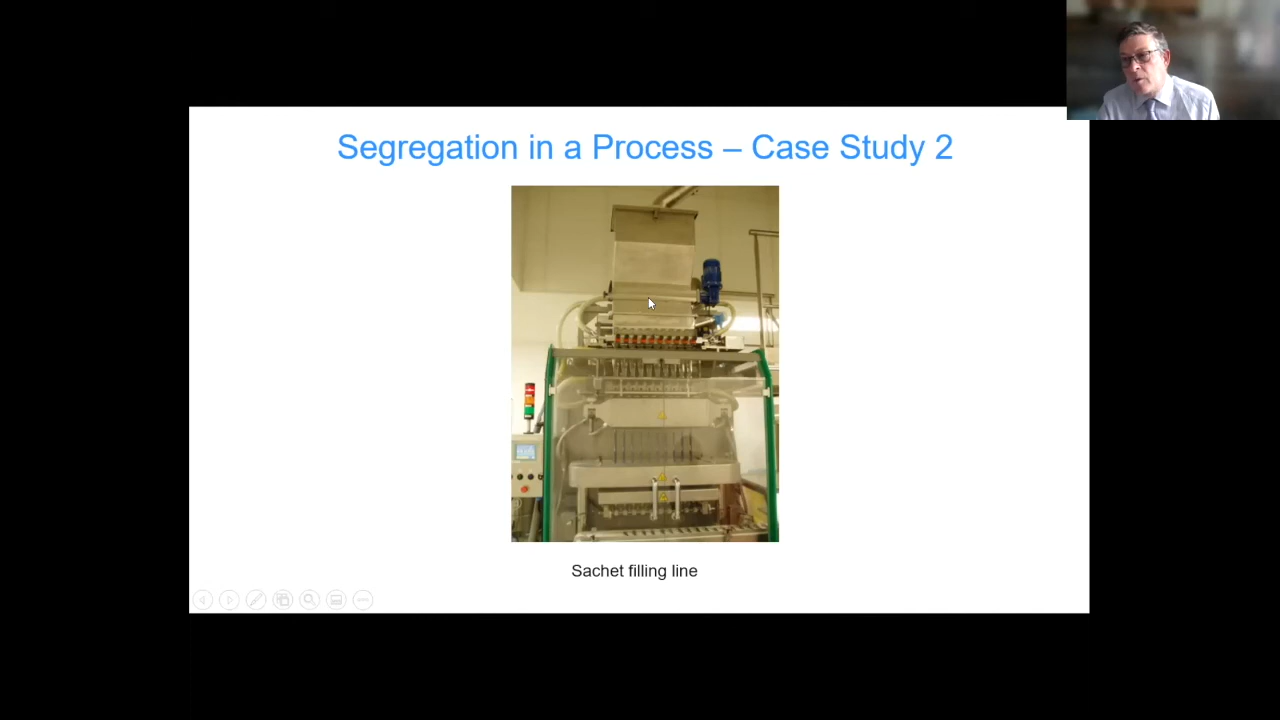 Segregation in a Process – Case Study 2
Sachet filling line